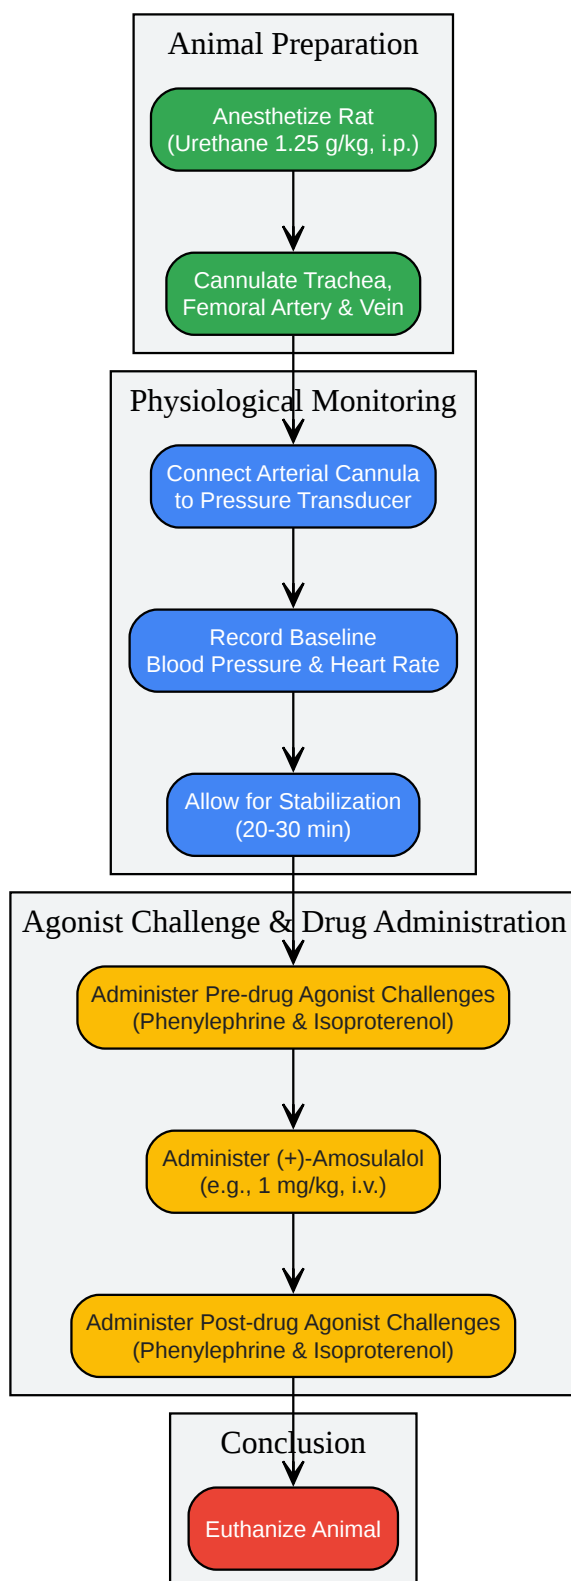 Animal Preparation
Anesthetize Rat
(Urethane 1.25 g/kg, i.p.)
Cannulate Trachea,
Femoral Artery & Vein
Physiological Monitoring
Connect Arterial Cannula
to Pressure Transducer
Record Baseline
Blood Pressure & Heart Rate
Allow for Stabilization
(20-30 min)
Agonist Challenge & Drug Administration
Administer Pre-drug Agonist Challenges
(Phenylephrine & Isoproterenol)
Administer (+)-Amosulalol
(e.g., 1 mg/kg, i.v.)
Administer Post-drug Agonist Challenges
(Phenylephrine & Isoproterenol)
Conclusion
Euthanize Animal